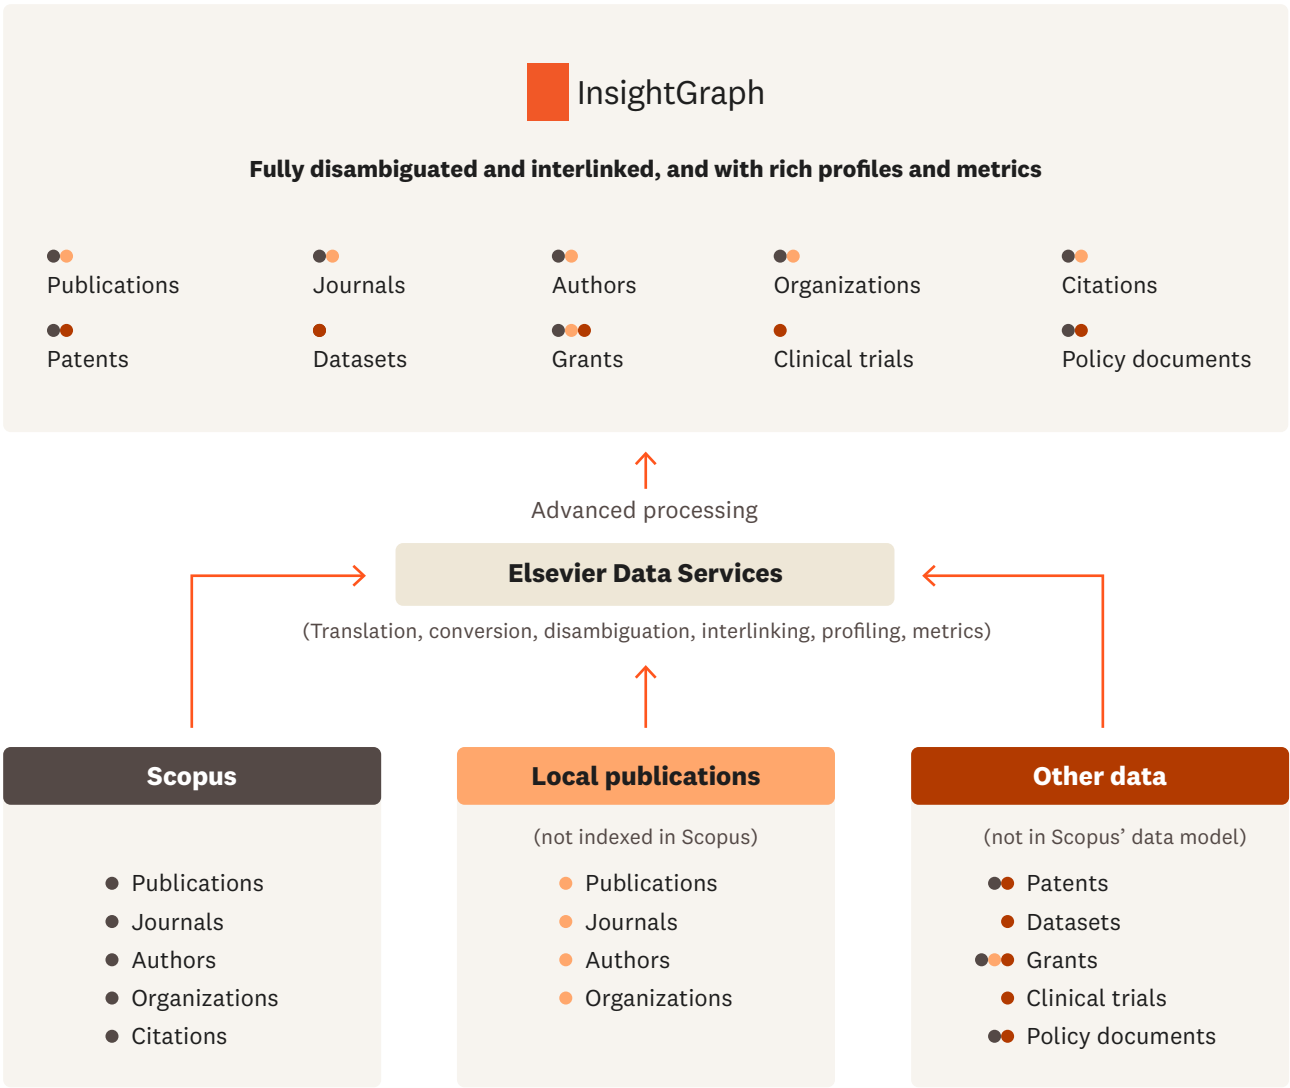 InsightGraph
Fully disambiguated and interlinked, and with rich profiles and metrics
Publications
Journals
Authors
Organizations
Citations
Patents
Datasets
Grants
Clinical trials
Policy documents
Advanced processing
Elsevier Data Services
(Translation, conversion, disambiguation, interlinking, profiling, metrics)
Scopus
Publications
Journals
Authors
Organizations
Citations
Local publications
(not indexed in Scopus)
Publications
Journals
Authors
Organizations
Other data
(not in Scopus’ data model)
Patents
Datasets
Grants
Clinical trials
Policy documents